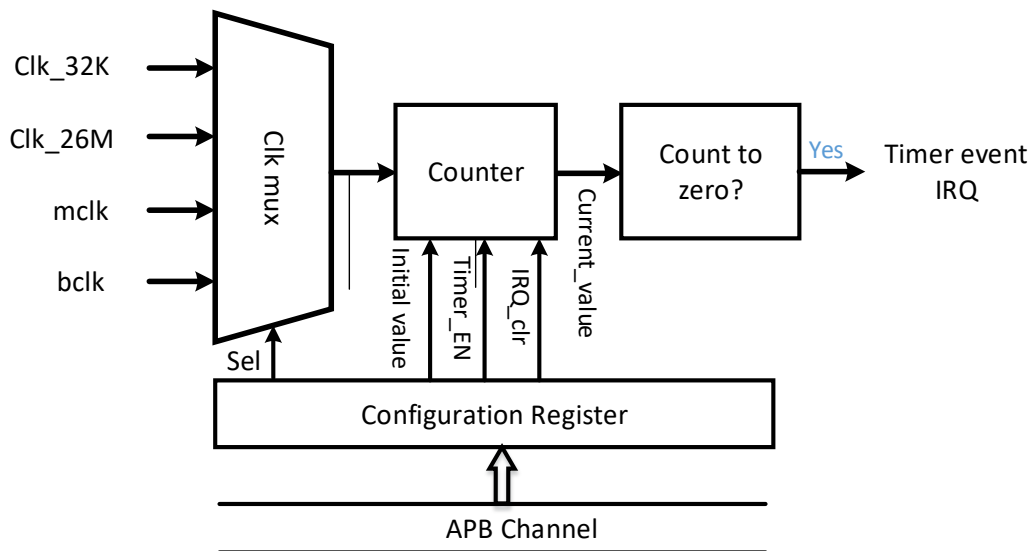 Clk_32K
Clk_26M
mclk
bclk
Clk mux
Sel
Counter
Initial value
Timer_EN
IRQ_clr
Current_value
Count to
zero?
Yes
Timer event
IRQ
Configuration Register
APB Channel